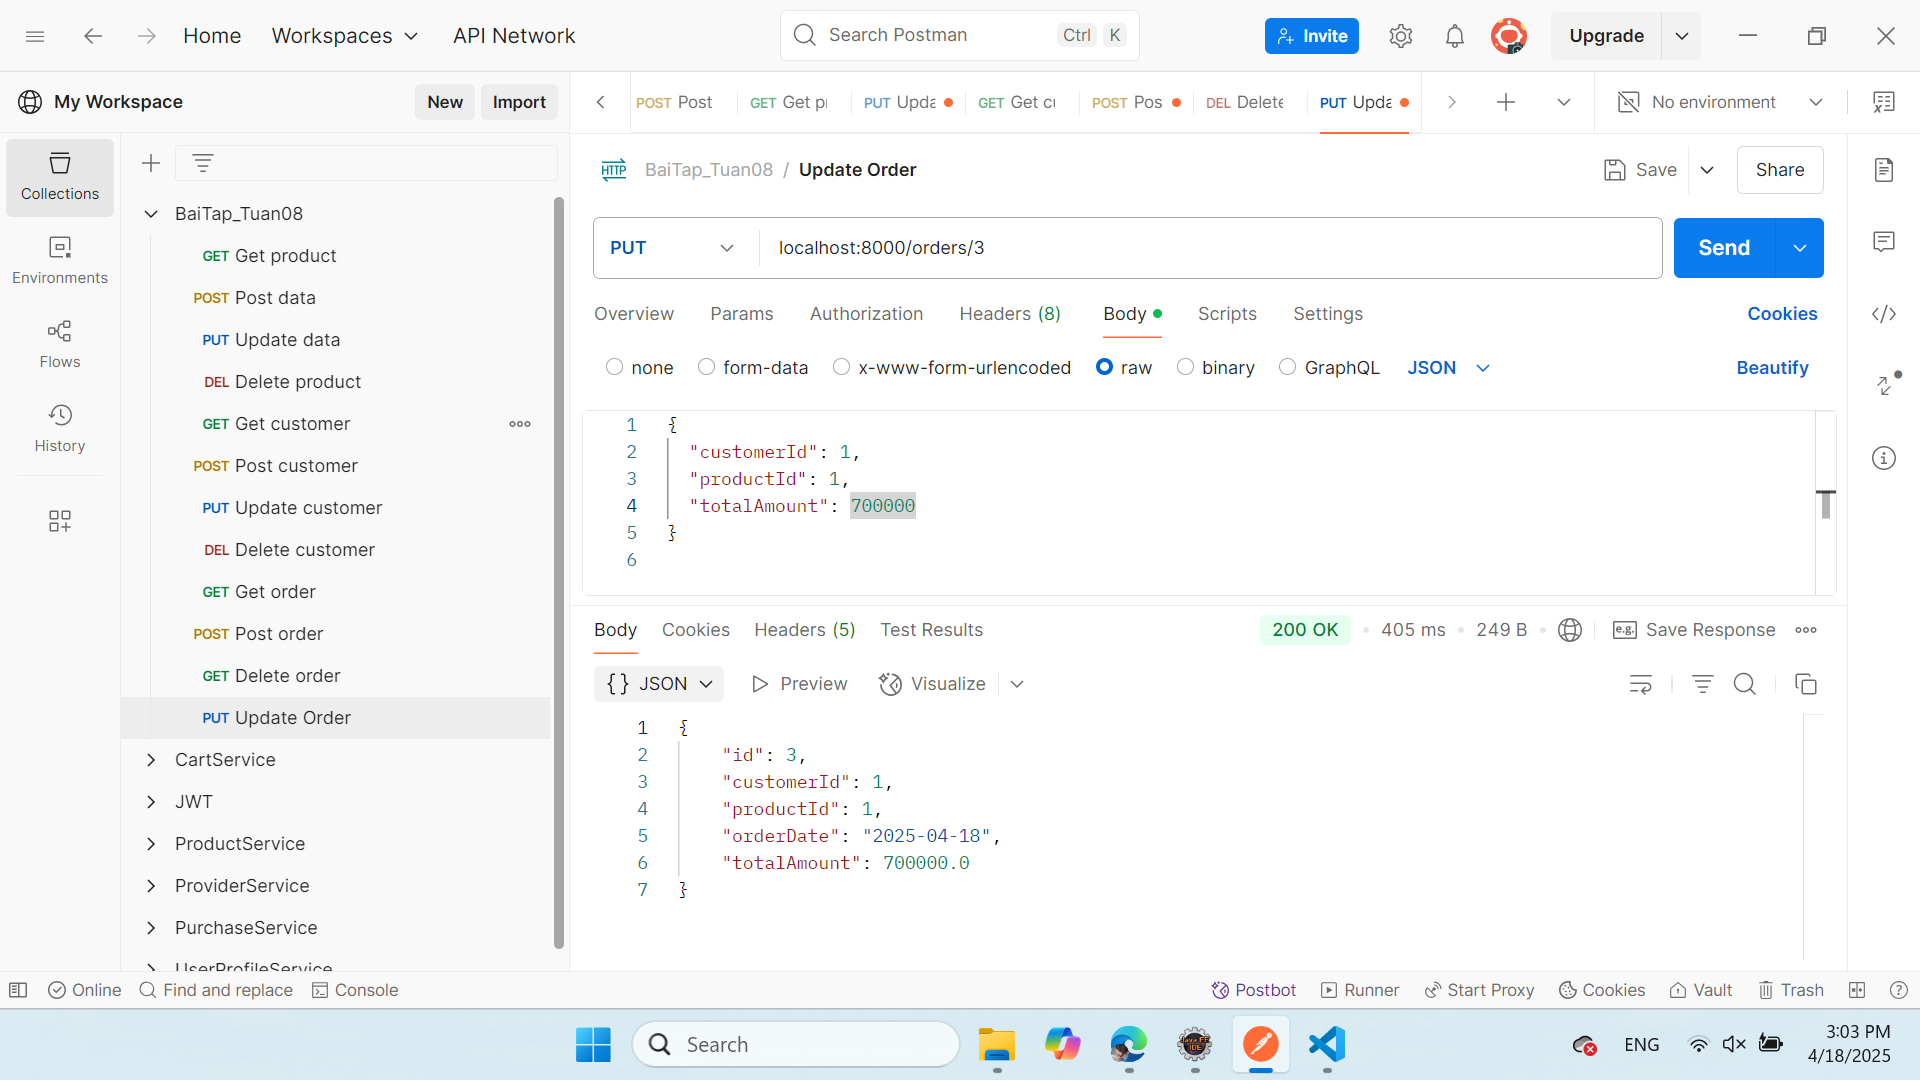 Home
Workspaces
API Network
Search Postman
Ctrl
K
Invite
Upgrade
My Workspace
New
Import
POST Post
GET Get
PUT Upda
GET Get
POST Pos
DEL Delete
PUT Upda
No environment
Collections
Environments
Flows
History
BaiTap_Tuan08
GET Get product
POST Post data
PUT Update data
DEL Delete product
GET Get customer
POST Post customer
PUT Update customer
DEL Delete customer
GET Get order
POST Post order
GET Delete order
PUT Update Order
CartService
JWT
ProductService
ProviderService
PurchaseService
UserProfileService
HTTP
BaiTap_Tuan08 / Update Order
Save
Share
PUT
localhost:8000/orders/3
Send
Overview
Params
Authorization
Headers (8)
Body
Scripts
Settings
Cookies
none
form-data
x-www-form-urlencoded
raw
binary
GraphQL
JSON
Beautify
1 {
2 "customerId": 1,
3 "productId": 1,
4 "totalAmount": 700000
5 }
6
Body
Cookies
Headers (5)
Test Results
200 OK
405 ms
249 B
e.g. Save Response
{} JSON
Preview
Visualize
1 {
2 "id": 3,
3 "customerId": 1,
4 "productId": 1,
5 "orderDate": "2025-04-18",
6 "totalAmount": 700000.0
7 }
Online
Find and replace
Console
Postbot
Runner
Start Proxy
Cookies
Vault
Trash
Search
Java EE
IDE
ENG
3:03 PM
4/18/2025